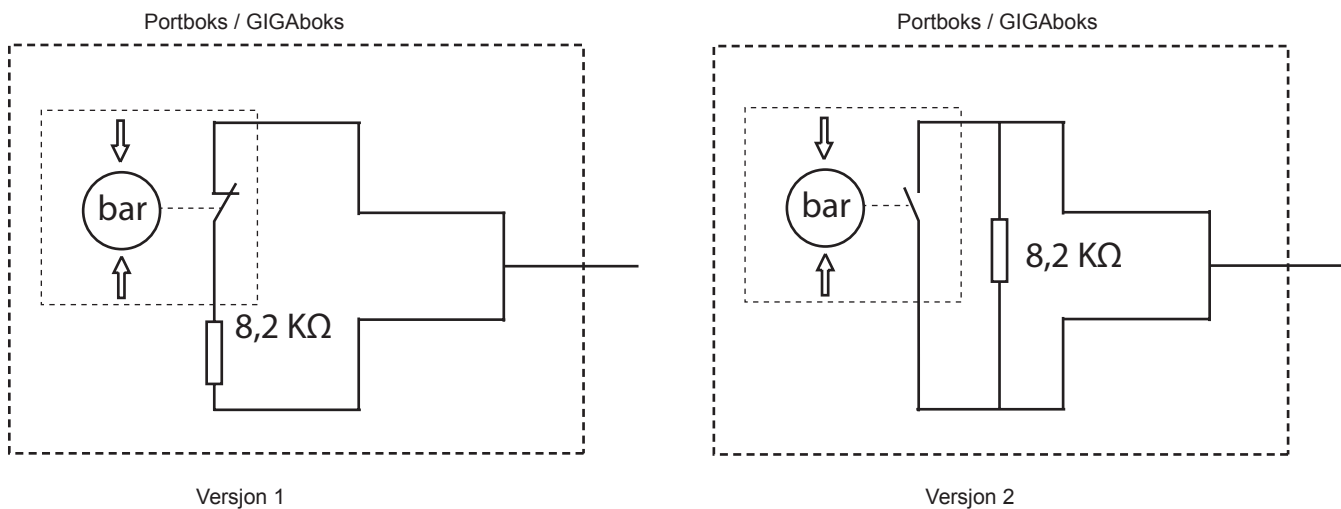 Portboks / GIGAboks
bar
8,2 KΩ
Versjon 1
Portboks / GIGAboks
bar
8,2 KΩ
Versjon 2